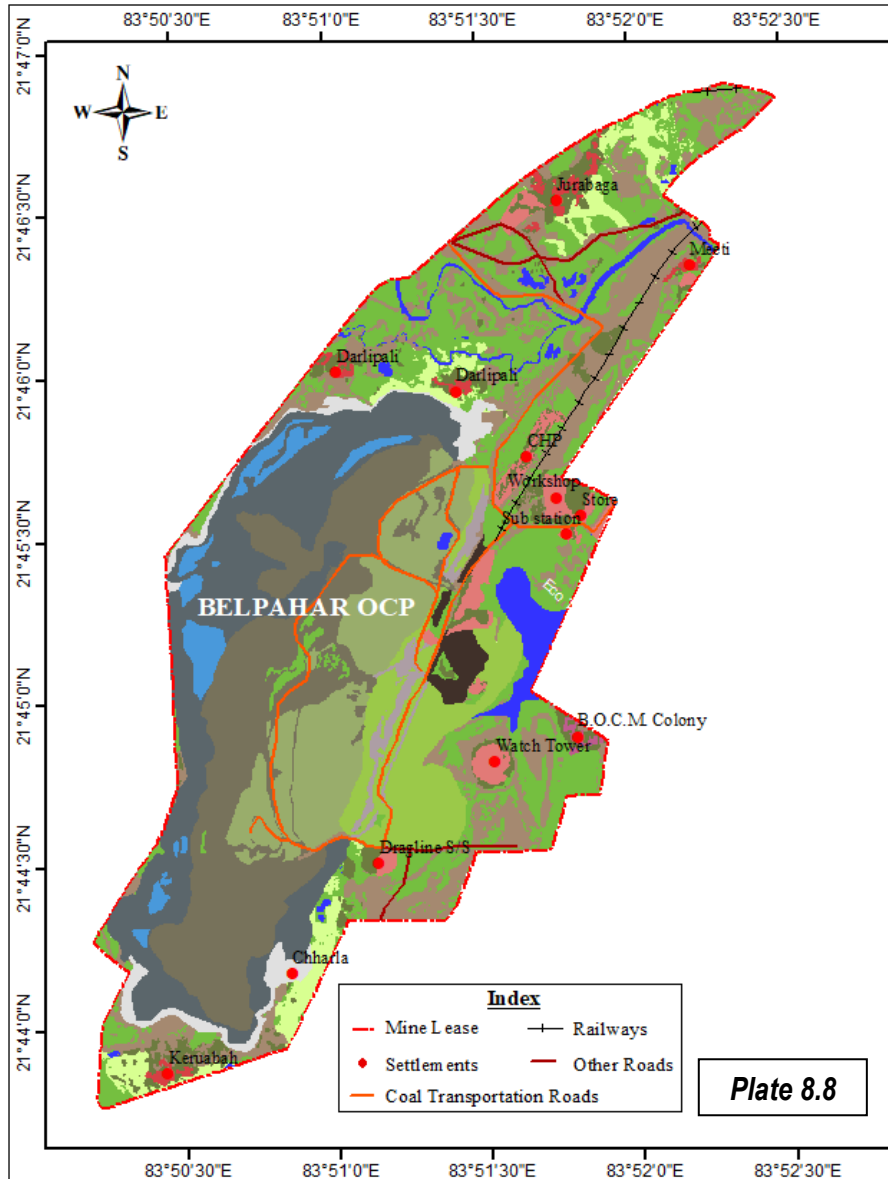 83°50'30"E 83°51'0"E 83°51'30"E 83°52'0"E 83°52'30"E
21°47'0"N
N
W E
S
Jurabaga
21°46'30"N
Meeti
21°46'0"N
Darlipali
Darlipali
CHP
Workshop
Store
Sub station
21°45'30"N
Eco
BELPAHAR OCP
21°45'0"N
B.O.C.M. Colony
Watch Tower
21°44'30"N
Dragline S/S
Chharla
21°44'0"N
Keruabah
Index
Mine Lease Railways
Settlements Other Roads
Coal Transportation Roads
Plate 8.8
83°50'30"E 83°51'0"E 83°51'30"E 83°52'0"E 83°52'30"E